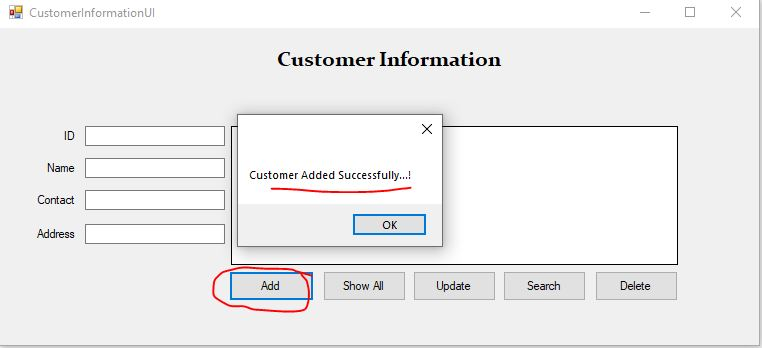 CustomerInformationUI
Customer Information
ID
Name
Contact
Address
Customer Added Successfully...!
OK
Add
Show All
Update
Search
Delete